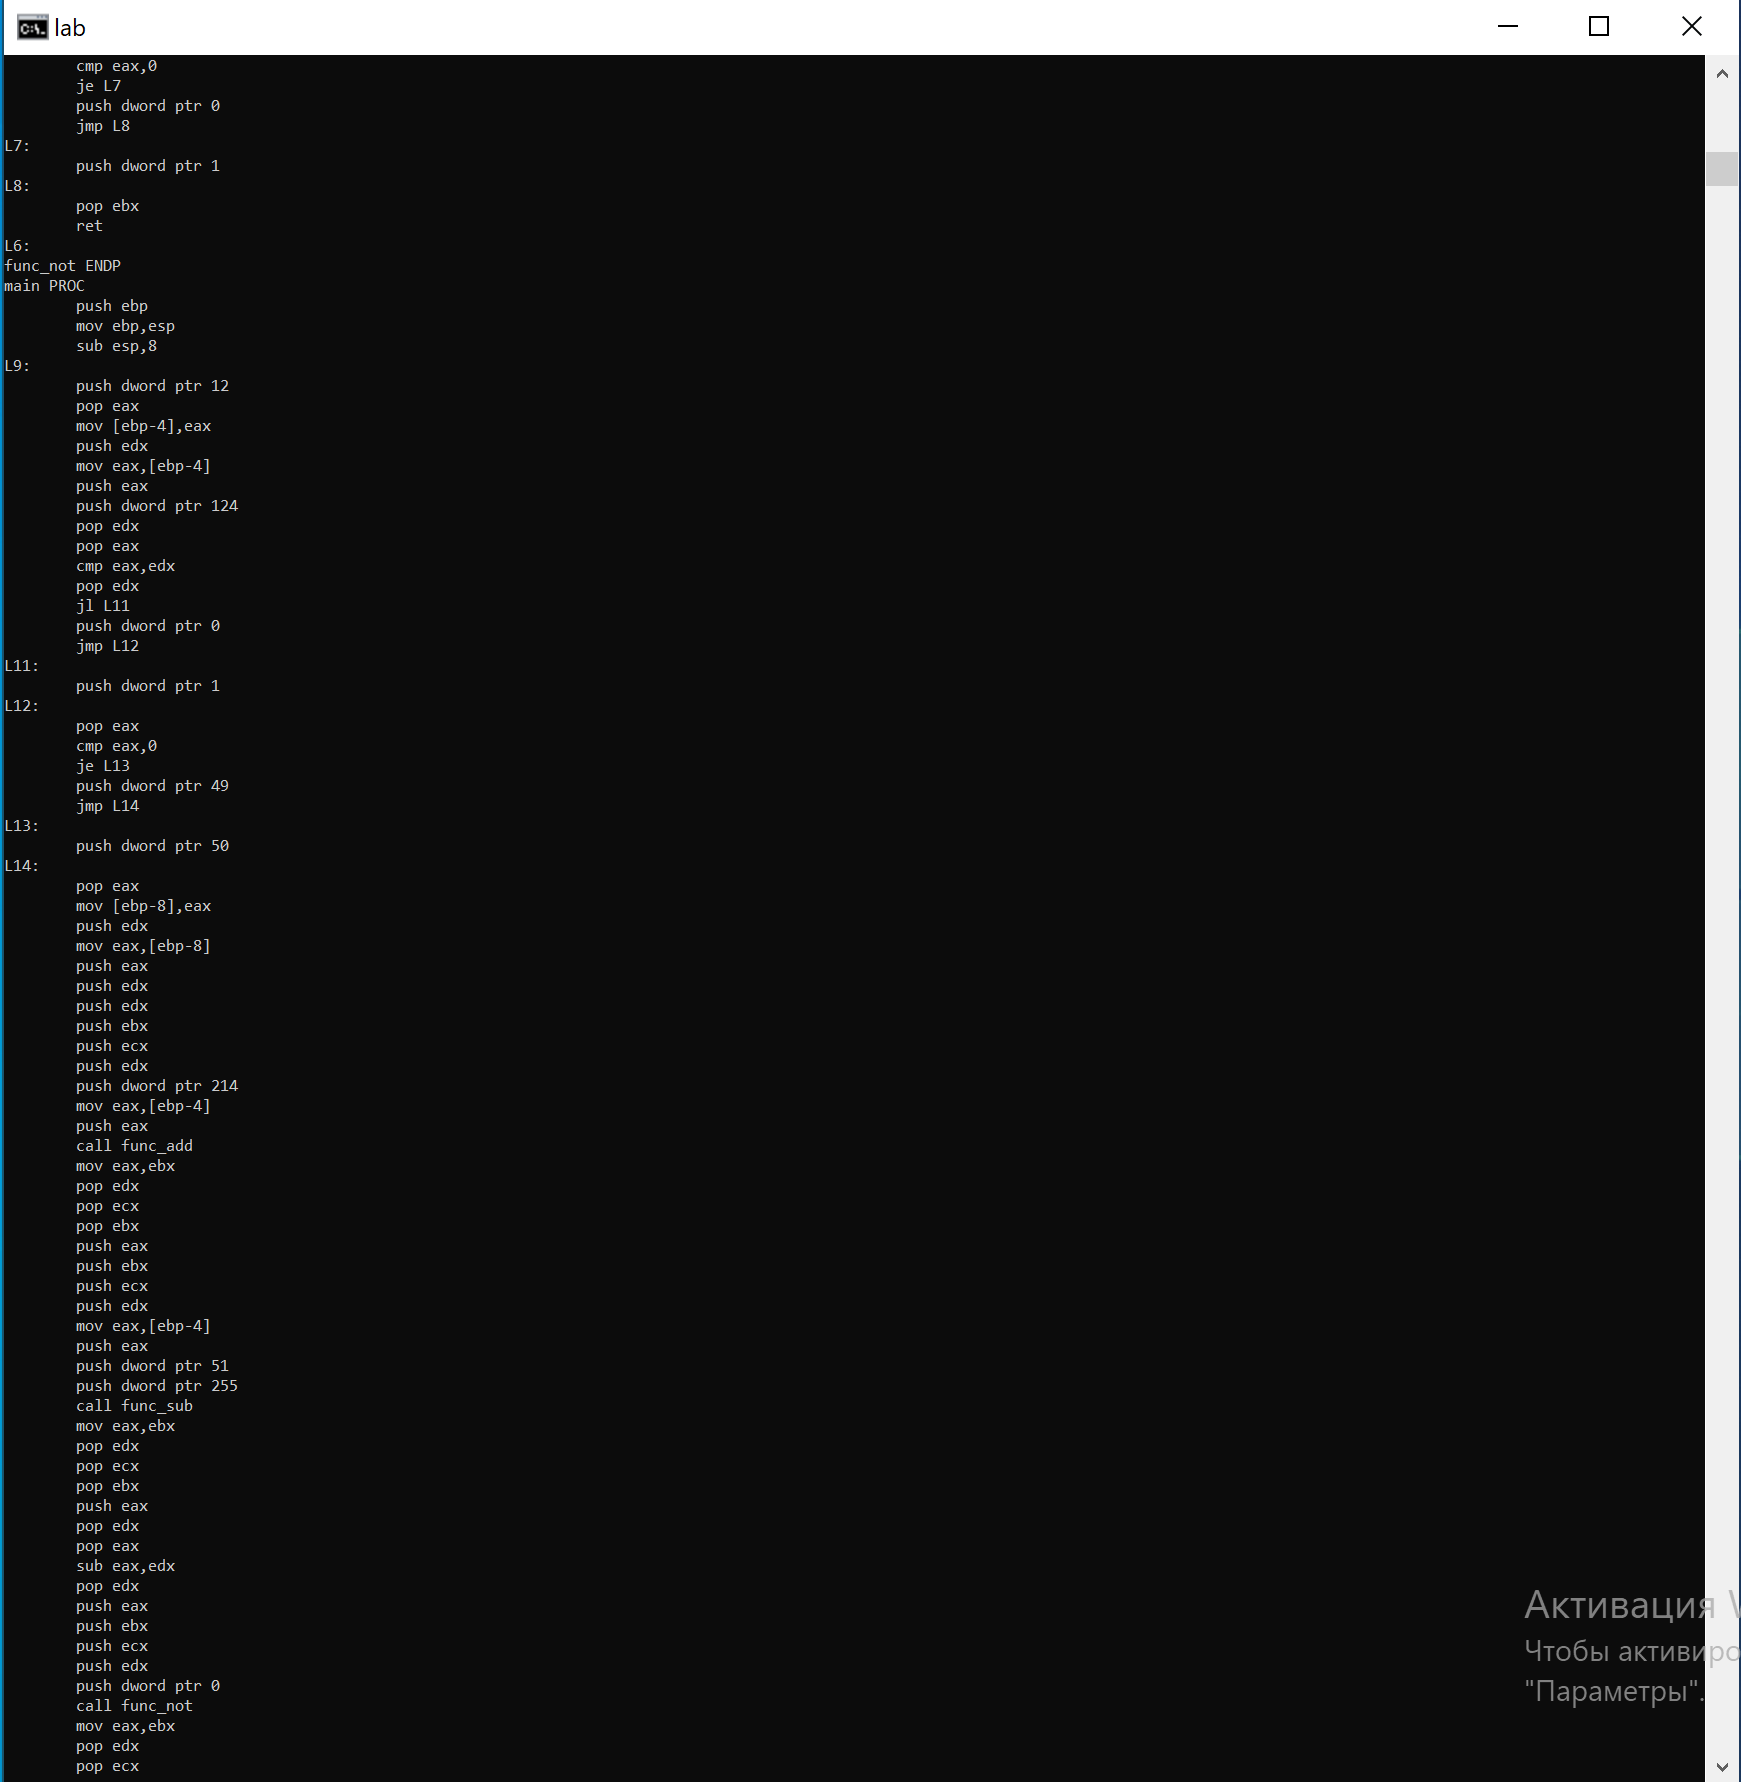 lab
cmp eax,0
je L7
push dword ptr 0
jmp L8
L7:
push dword ptr 1
L8:
pop ebx
ret
L6:
func_not ENDP
main PROC
push ebp
mov ebp,esp
sub esp,8
L9:
push dword ptr 12
pop eax
mov [ebp-4],eax
push edx
mov eax,[ebp-4]
push eax
push dword ptr 124
pop edx
pop eax
cmp eax,edx
pop edx
jl L11
push dword ptr 0
jmp L12
L11:
push dword ptr 1
L12:
pop eax
cmp eax,0
je L13
push dword ptr 49
jmp L14
L13:
push dword ptr 50
L14:
pop eax
mov [ebp-8],eax
push edx
mov eax,[ebp-8]
push eax
push edx
push edx
push ebx
push ecx
push edx
push dword ptr 214
mov eax,[ebp-4]
push eax
call func_add
mov eax,ebx
pop edx
pop ecx
pop ebx
push eax
push ebx
push ecx
push edx
mov eax,[ebp-4]
push eax
push dword ptr 51
push dword ptr 255
call func_sub
mov eax,ebx
pop edx
pop ecx
pop ebx
push eax
pop edx
pop eax
sub eax,edx
pop edx
push eax
push ebx
push ecx
push edx
push dword ptr 0
call func_not
mov eax,ebx
pop edx
pop ecx
Активация
Чтобы активиро
"Параметры".